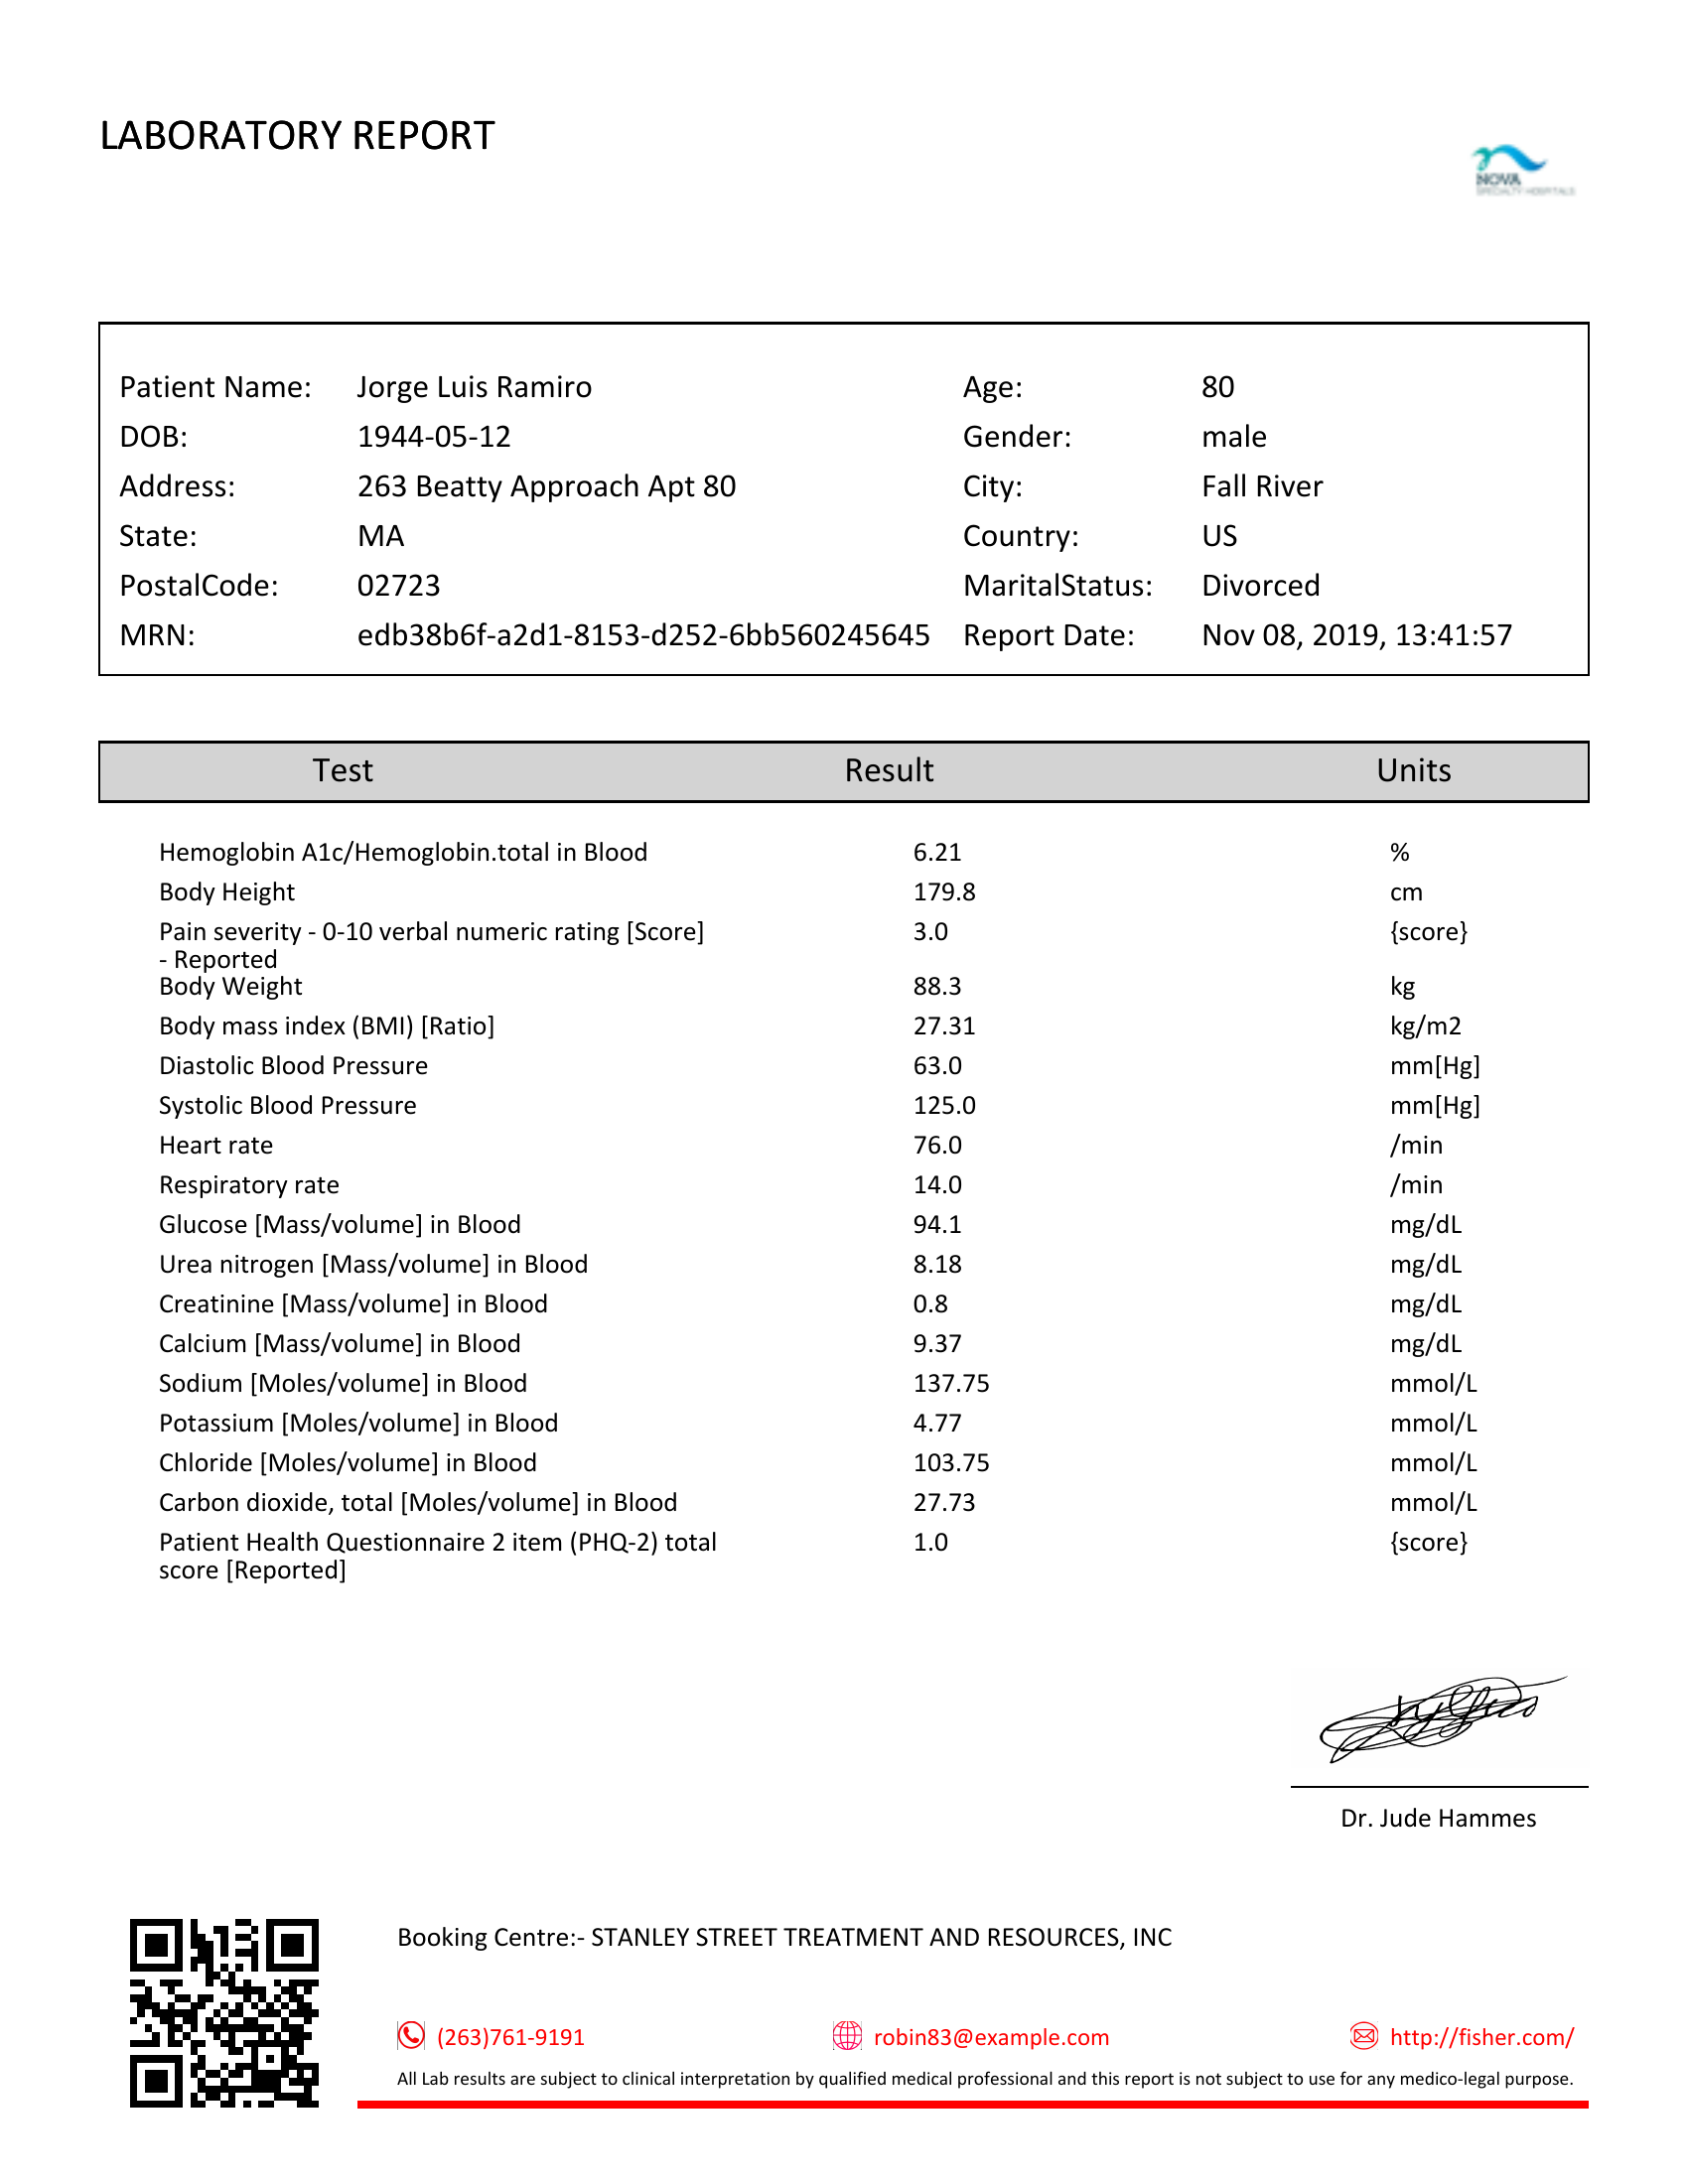 LABORATORY REPORT
NOVA
SPECIALTY HOSPITALS
Patient Name: Jorge Luis Ramiro Age: 80
DOB: 1944-05-12 Gender: male
Address: 263 Beatty Approach Apt 80 City: Fall River
State: MA Country: US
PostalCode: 02723 MaritalStatus: Divorced
MRN: edb38b6f-a2d1-8153-d252-6bb560245645 Report Date: Nov 08, 2019, 13:41:57
Test Result Units
Hemoglobin A1c/Hemoglobin.total in Blood 6.21 %
Body Height 179.8 cm
Pain severity - 0-10 verbal numeric rating [Score] 3.0 {score}
- Reported
Body Weight 88.3 kg
Body mass index (BMI) [Ratio] 27.31 kg/m2
Diastolic Blood Pressure 63.0 mm[Hg]
Systolic Blood Pressure 125.0 mm[Hg]
Heart rate 76.0 /min
Respiratory rate 14.0 /min
Glucose [Mass/volume] in Blood 94.1 mg/dL
Urea nitrogen [Mass/volume] in Blood 8.18 mg/dL
Creatinine [Mass/volume] in Blood 0.8 mg/dL
Calcium [Mass/volume] in Blood 9.37 mg/dL
Sodium [Moles/volume] in Blood 137.75 mmol/L
Potassium [Moles/volume] in Blood 4.77 mmol/L
Chloride [Moles/volume] in Blood 103.75 mmol/L
Carbon dioxide, total [Moles/volume] in Blood 27.73 mmol/L
Patient Health Questionnaire 2 item (PHQ-2) total 1.0 {score}
score [Reported]
Dr. Jude Hammes
Booking Centre:- STANLEY STREET TREATMENT AND RESOURCES, INC
(263)761-9191 robin83@example.com http://fisher.com/
All Lab results are subject to clinical interpretation by qualified medical professional and this report is not subject to use for any medico-legal purpose.